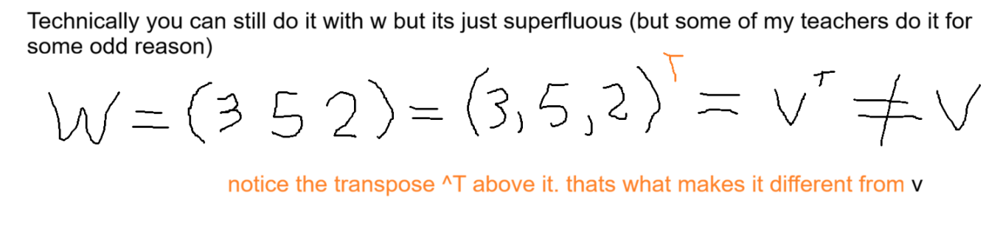 Technically you can still do it with w but its just superfluous (but some of my teachers do it for
some odd reason)
W = (3 5 2) = (3,5,2)^T = v^T ≠ v
notice the transpose ^T above it. thats what makes it different from v